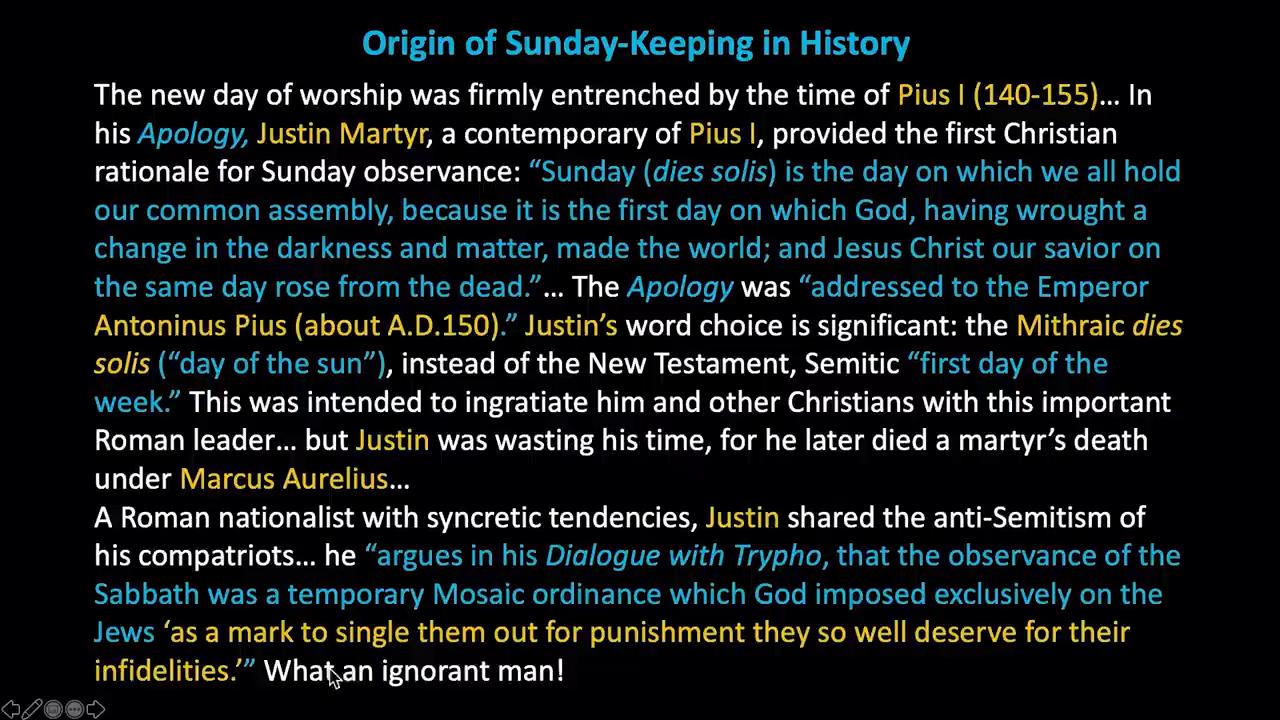 Origin of Sunday-Keeping in History
The new day of worship was firmly entrenched by the time of Pius I (140-155)… In
his Apology, Justin Martyr, a contemporary of Pius I, provided the first Christian
rationale for Sunday observance: “Sunday (dies solis) is the day on which we all hold
our common assembly, because it is the first day on which God, having wrought a
change in the darkness and matter, made the world; and Jesus Christ our savior on
the same day rose from the dead.”… The Apology was “addressed to the Emperor
Antoninus Pius (about A.D.150).” Justin’s word choice is significant: the Mithraic dies
solis (“day of the sun”), instead of the New Testament, Semitic “first day of the
week.” This was intended to ingratiate him and other Christians with this important
Roman leader… but Justin was wasting his time, for he later died a martyr’s death
under Marcus Aurelius…
A Roman nationalist with syncretic tendencies, Justin shared the anti-Semitism of
his compatriots… he “argues in his Dialogue with Trypho, that the observance of the
Sabbath was a temporary Mosaic ordinance which God imposed exclusively on the
Jews ‘as a mark to single them out for punishment they so well deserve for their
infidelities.’” What an ignorant man!